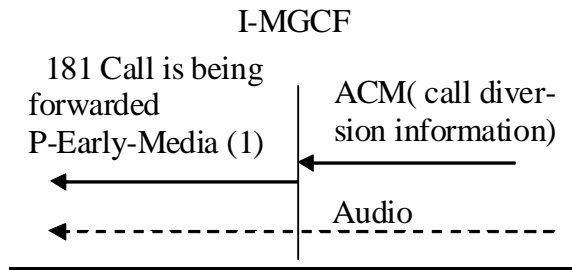 I-MGCF
181 Call is being
forwarded
P-Early-Media (1)
ACM( call diver-
sion information)
Audio